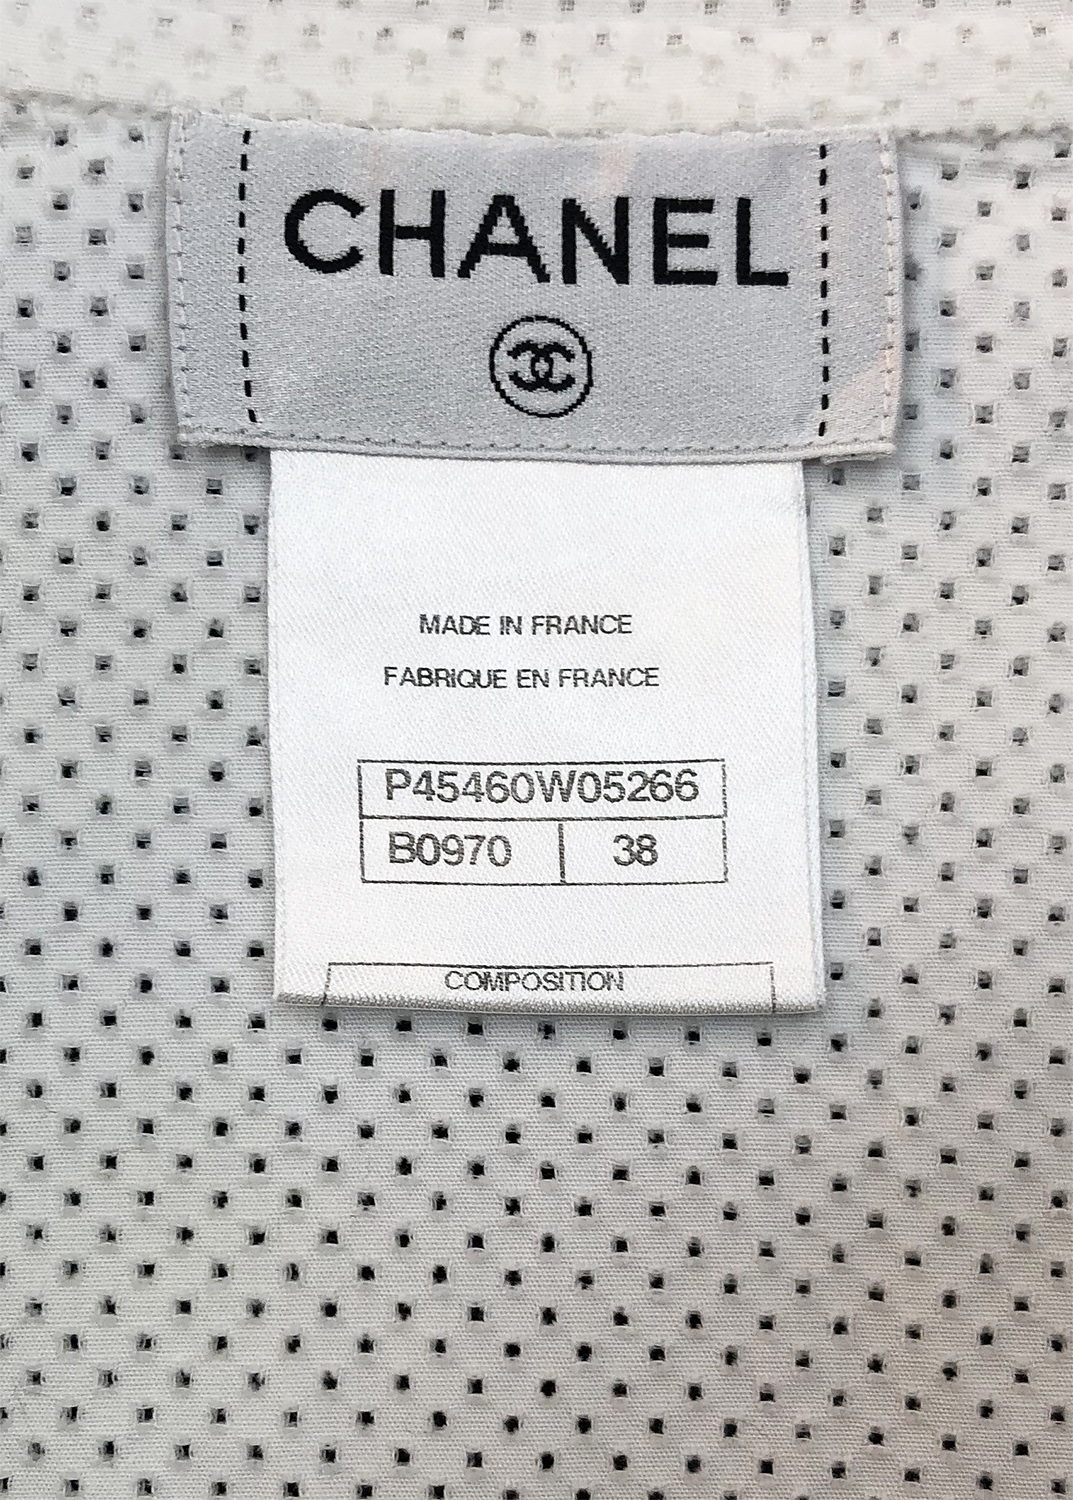 CHANEL
MADE IN FRANCE
FABRIQUE EN FRANCE
P45460W05266
B0970 38
COMPOSITION